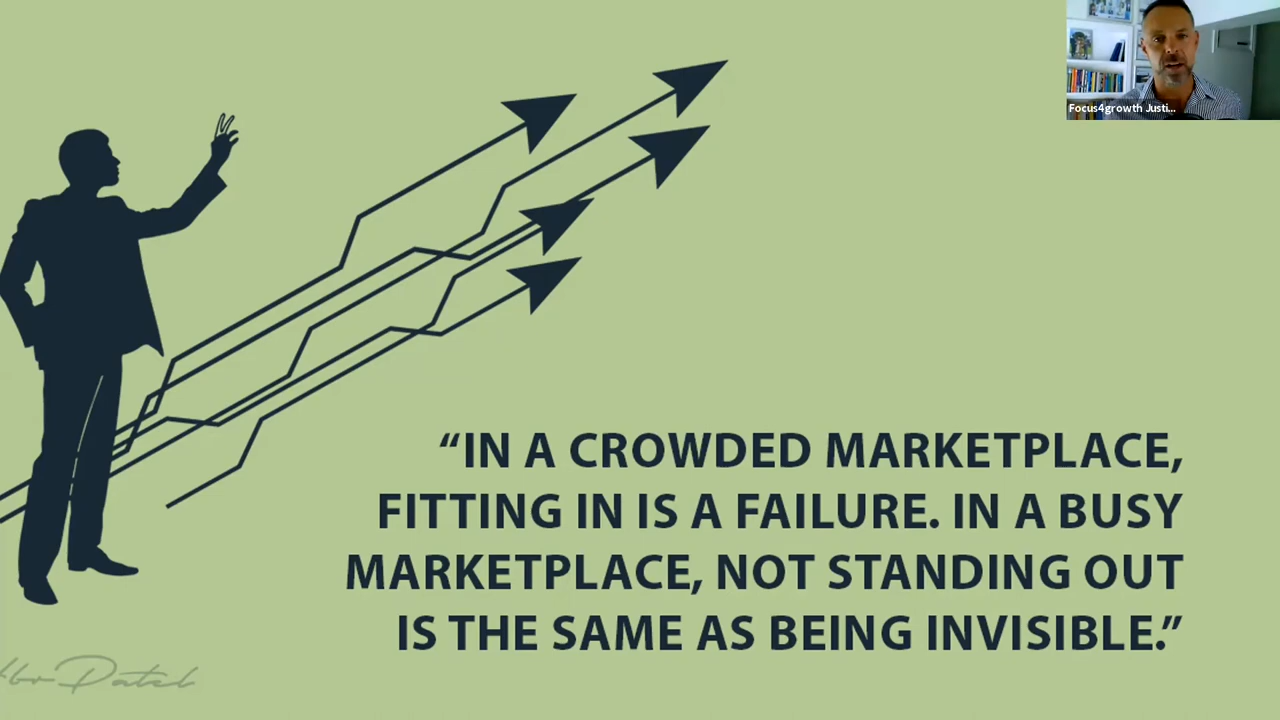 Focus4growth Justi...
“IN A CROWDED MARKETPLACE,
FITTING IN IS A FAILURE. IN A BUSY
MARKETPLACE, NOT STANDING OUT
IS THE SAME AS BEING INVISIBLE.”
Patel